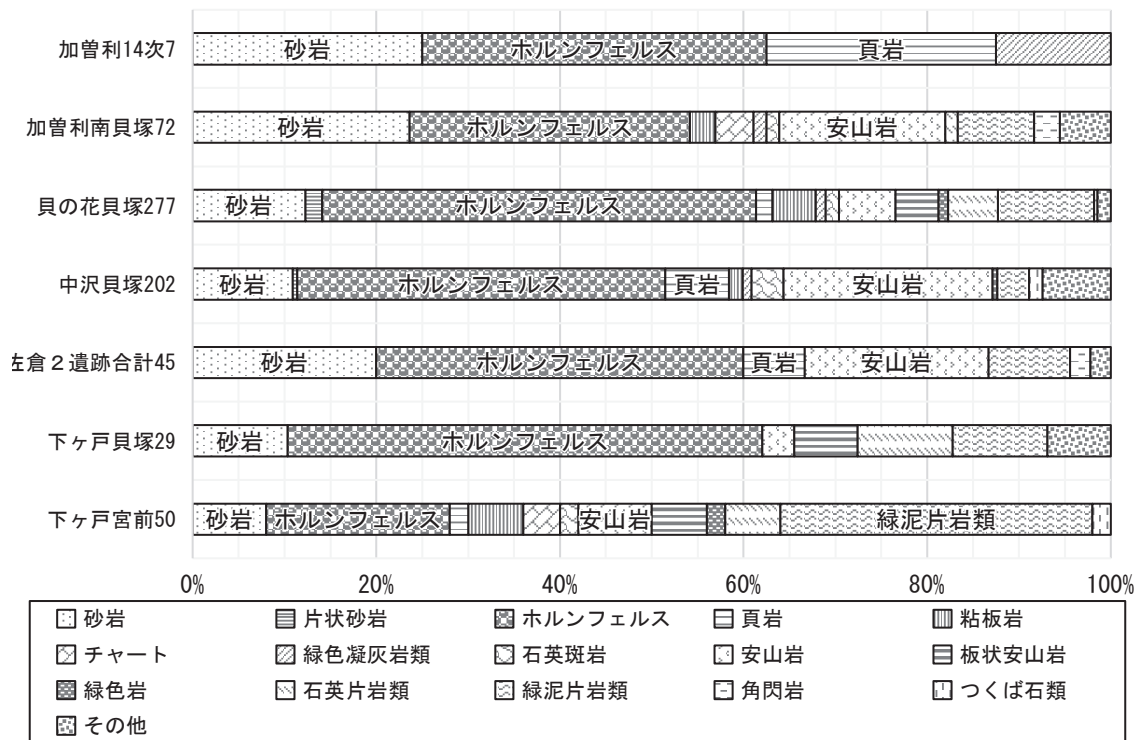 加曽利14次7 砂岩 ホルンフェルス 頁岩
加曽利南貝塚72 砂岩 ホルンフェルス 安山岩
貝の花貝塚277 砂岩 ホルンフェルス
中沢貝塚202 砂岩 ホルンフェルス 頁岩 安山岩
佐倉2遺跡合計45 砂岩 ホルンフェルス 頁岩 安山岩
下ヶ戸貝塚29 砂岩 ホルンフェルス
下ヶ戸宮前50 砂岩 ホルンフェルス 安山岩 緑泥片岩類
0% 20% 40% 60% 80% 100%
砂岩 片状砂岩 ホルンフェルス 頁岩 粘板岩
チャート 緑色凝灰岩類 石英斑岩 安山岩 板状安山岩
緑色岩 石英片岩類 緑泥片岩類 角閃岩 つくば石類
その他